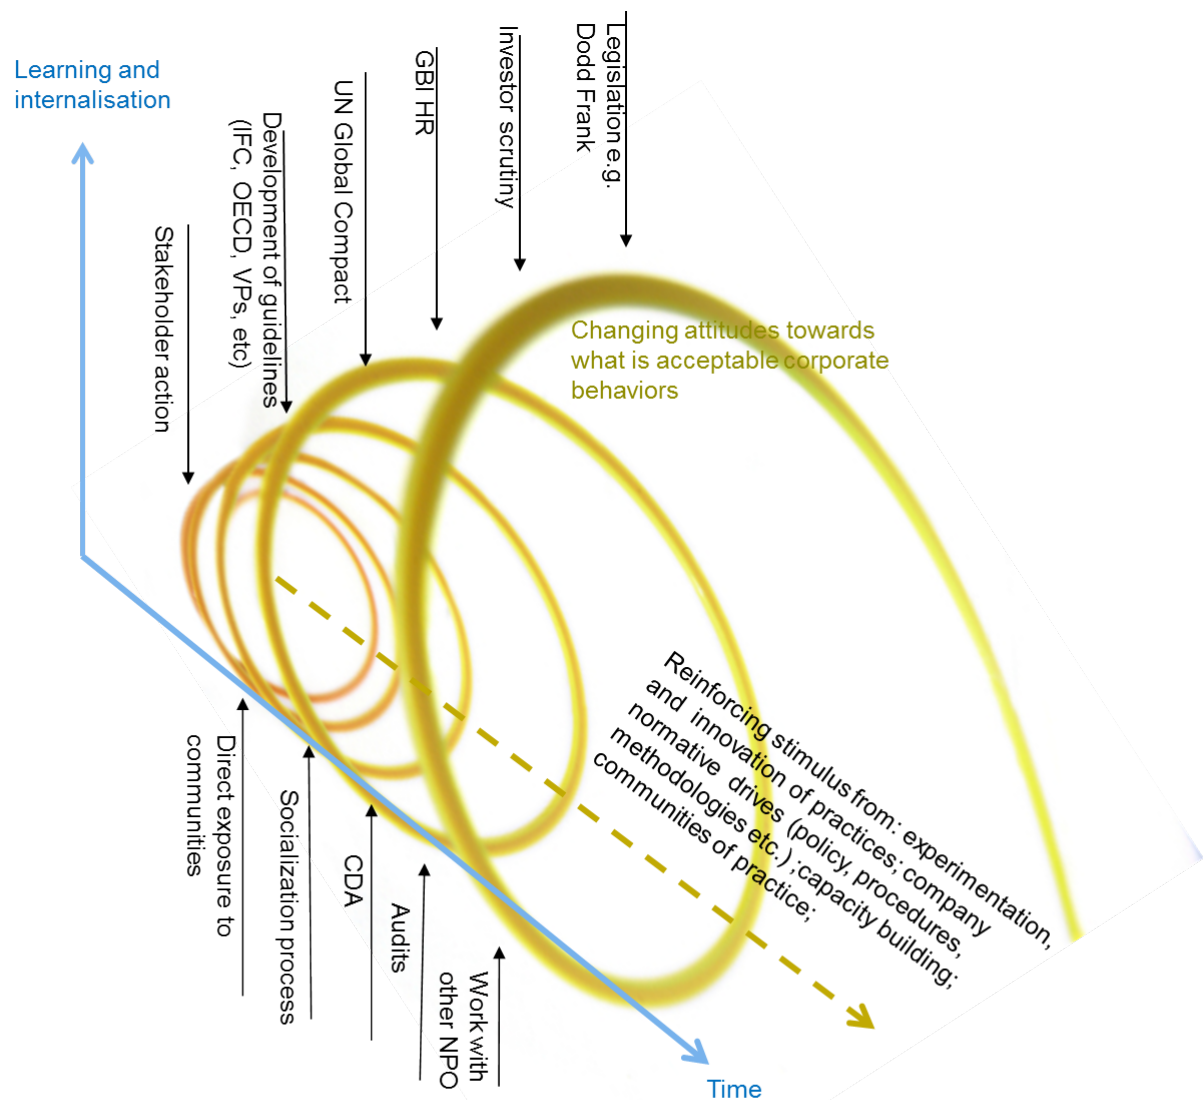 Learning and
internalisation
Stakeholder action
Development of guidelines
(IFC, OECD, VPs, etc)
UN Global Compact
GBI HR
Investor scrutiny
Legislation e.g.
Dodd Frank
Changing attitudes towards
what is acceptable corporate
behaviors
Reinforcing stimulus from: experimentation,
and innovation of practices; company
normative drives (policy, procedures,
methodologies etc.) ;capacity building;
communities of practice;
Direct exposure to
communities
Socialization process
CDA
Audits
Work with
other NPO
Time